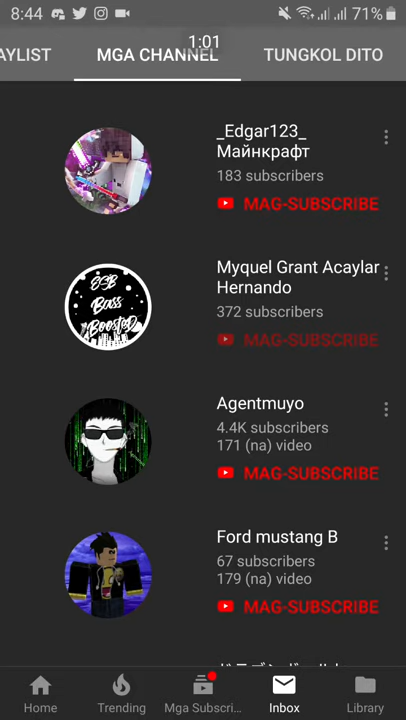 8:44
71%
1:01
AYLIST
MGA CHANNEL
TUNGKOL DITO
_Edgar123_
Майнкрафт
183 subscribers
MAG-SUBSCRIBE
ESB
Bass
Boosted
Myquel Grant Acaylar
Hernando
372 subscribers
MAG-SUBSCRIBE
Agentmuyo
4.4K subscribers
171 (na) video
MAG-SUBSCRIBE
Ford mustang B
67 subscribers
179 (na) video
MAG-SUBSCRIBE
Home
Trending
Mga Subscri...
Inbox
Library